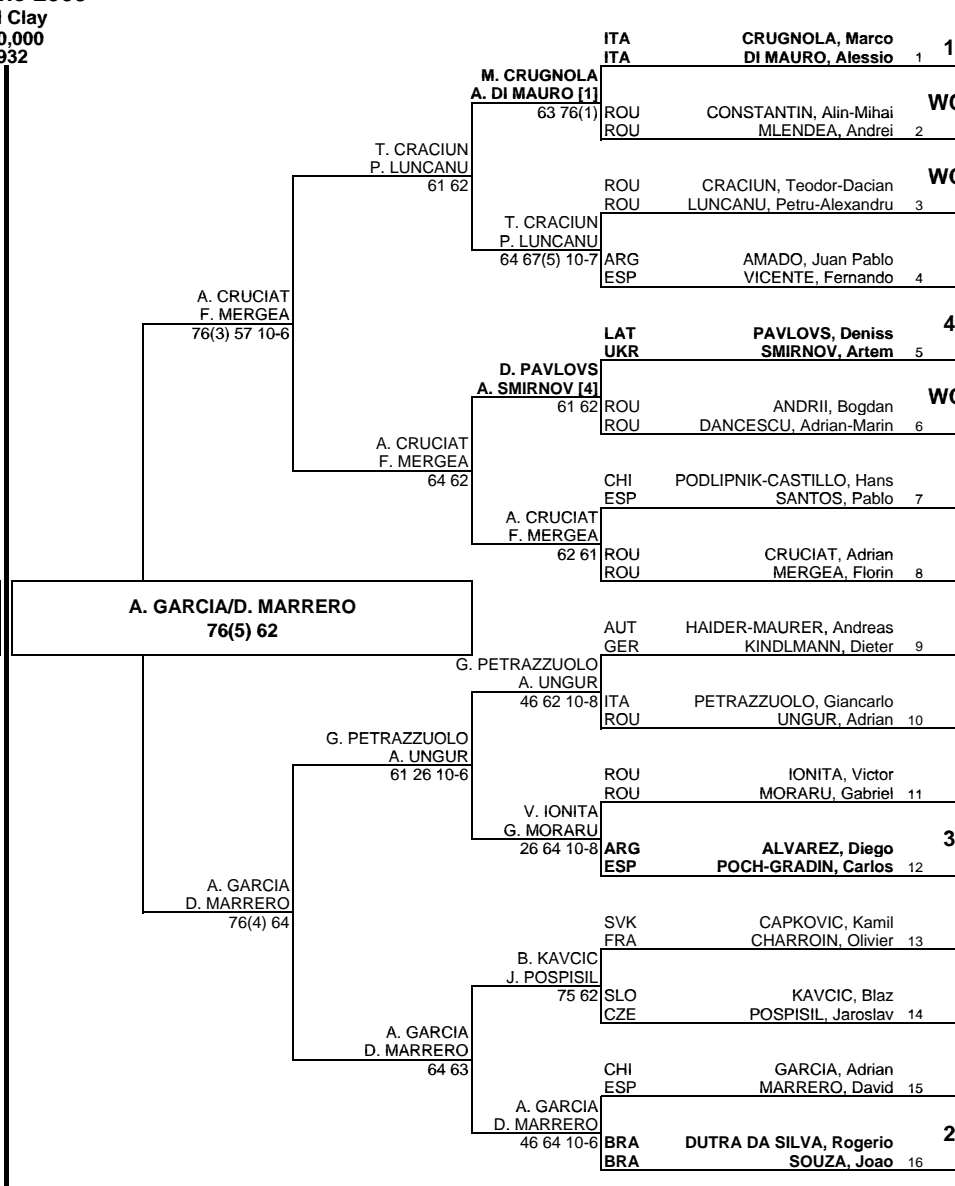 Clay
0,000
932
ITA CRUGNOLA, Marco 1
ITA DI MAURO, Alessio 1
M. CRUGNOLA
A. DI MAURO [1]
63 76(1)
WC
ROU CONSTANTIN, Alin-Mihai
ROU MLENDEA, Andrei 2
T. CRACIUN
P. LUNCANU
61 62
WC
ROU CRACIUN, Teodor-Dacian
ROU LUNCANU, Petru-Alexandru 3
T. CRACIUN
P. LUNCANU
64 67(5) 10-7
ARG AMADO, Juan Pablo
ESP VICENTE, Fernando 4
A. CRUCIAT
F. MERGEA
76(3) 57 10-6
4
LAT PAVLOVS, Deniss
UKR SMIRNOV, Artem 5
D. PAVLOVS
A. SMIRNOV [4]
61 62
WC
ROU ANDRII, Bogdan
ROU DANCESCU, Adrian-Marin 6
A. CRUCIAT
F. MERGEA
64 62
CHI PODLIPNIK-CASTILLO, Hans
ESP SANTOS, Pablo 7
A. CRUCIAT
F. MERGEA
62 61
ROU CRUCIAT, Adrian
ROU MERGEA, Florin 8
A. GARCIA/D. MARRERO
76(5) 62
AUT HAIDER-MAURER, Andreas
GER KINDLMANN, Dieter 9
G. PETRAZZUOLO
A. UNGUR
46 62 10-8
ITA PETRAZZUOLO, Giancarlo
ROU UNGUR, Adrian 10
G. PETRAZZUOLO
A. UNGUR
61 26 10-6
ROU IONITA, Victor
ROU MORARU, Gabriel 11
V. IONITA
G. MORARU
26 64 10-8
3
ARG ALVAREZ, Diego
ESP POCH-GRADIN, Carlos 12
A. GARCIA
D. MARRERO
76(4) 64
SVK CAPKOVIC, Kamil
FRA CHARROIN, Olivier 13
B. KAVCIC
J. POSPISIL
75 62
SLO KAVCIC, Blaz
CZE POSPISIL, Jaroslav 14
A. GARCIA
D. MARRERO
64 63
CHI GARCIA, Adrian
ESP MARRERO, David 15
A. GARCIA
D. MARRERO
46 64 10-6
2
BRA DUTRA DA SILVA, Rogerio
BRA SOUZA, Joao 16